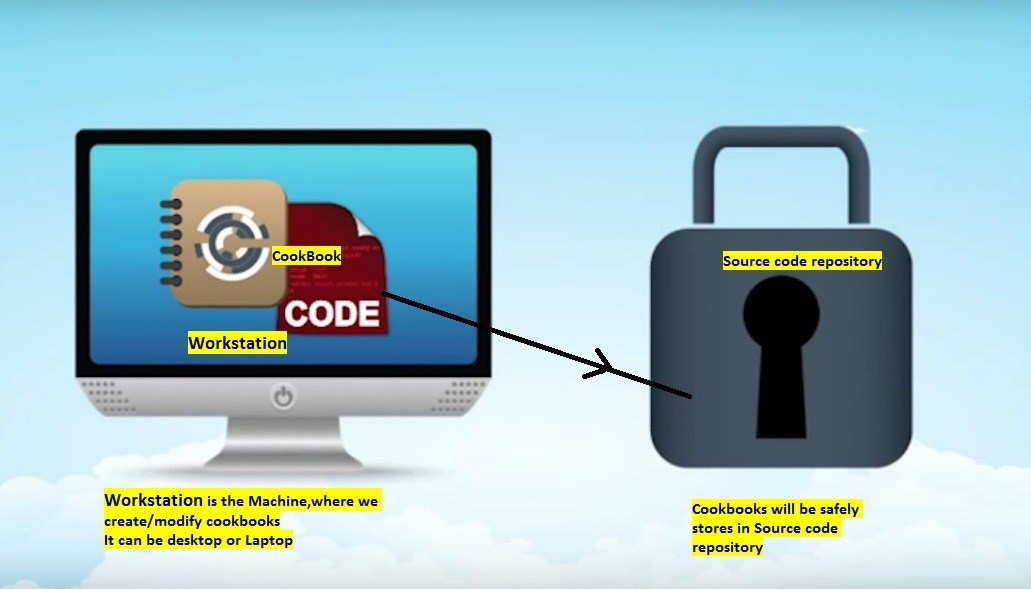 CookBook
CODE
Workstation
Source code repository
Workstation is the Machine,where we
create/modify cookbooks
It can be desktop or Laptop
Cookbooks will be safely
stores in Source code
repository